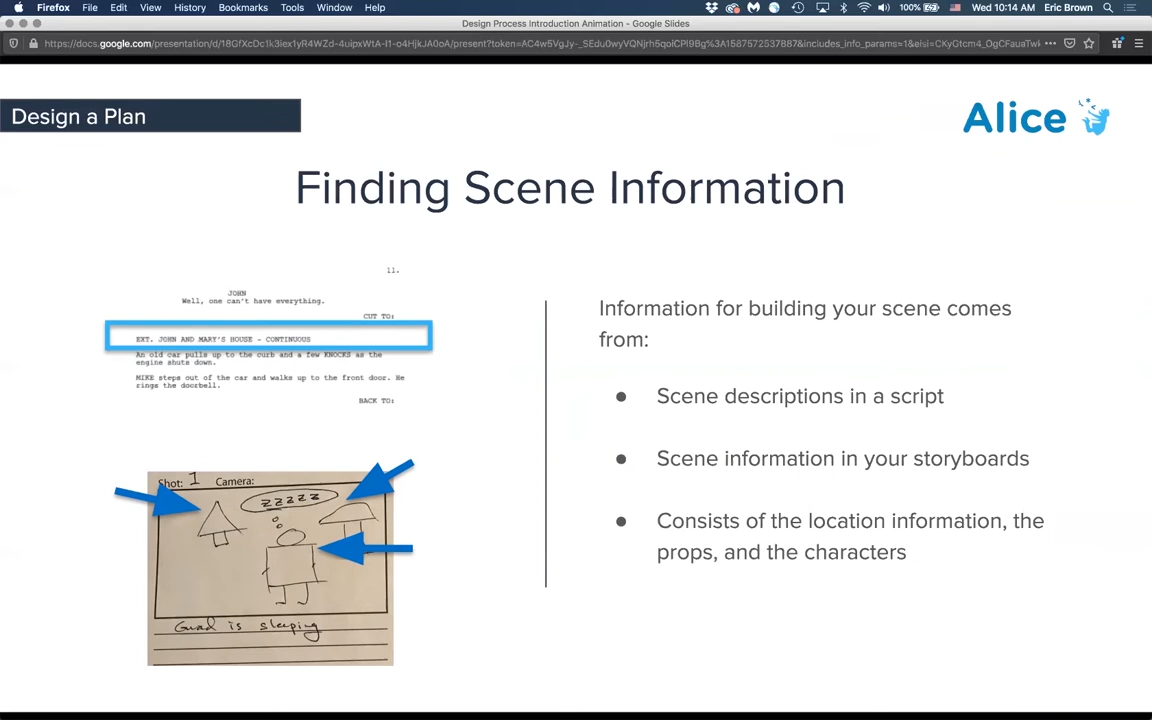 Firefox File Edit View History Bookmarks Tools Window Help 100% Wed 10:14 AM Eric Brown
Design Process Introduction Animation - Google Slides
Design a Plan
Alice
Finding Scene Information
11.
JOHN
Well, one can't have everything.
CUT TO:
EXT. JOHN AND MARY'S HOUSE - CONTINUOUS
An old car pulls up to the curb and a few KNOCKS as the
engine shuts down.
MIKE steps out of the car and walks up to the front door. He
rings the doorbell.
BACK TO:
Shot: 1 Camera:
zzzzz
Guad is sleeping
Information for building your scene comes
from:
● Scene descriptions in a script
● Scene information in your storyboards
● Consists of the location information, the
props, and the characters